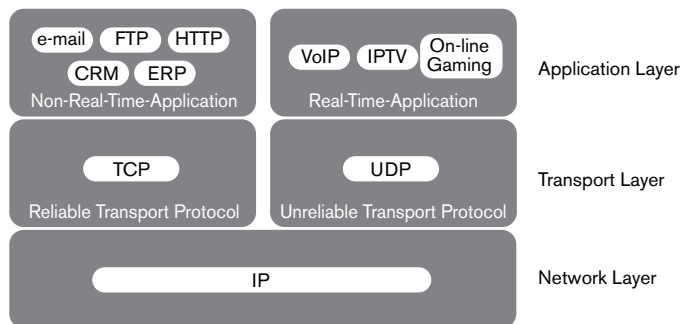 e-mail FTP HTTP
CRM ERP
Non-Real-Time-Application
VoIP IPTV On-line
Gaming
Real-Time-Application
Application Layer
TCP
Reliable Transport Protocol
UDP
Unreliable Transport Protocol
Transport Layer
IP
Network Layer